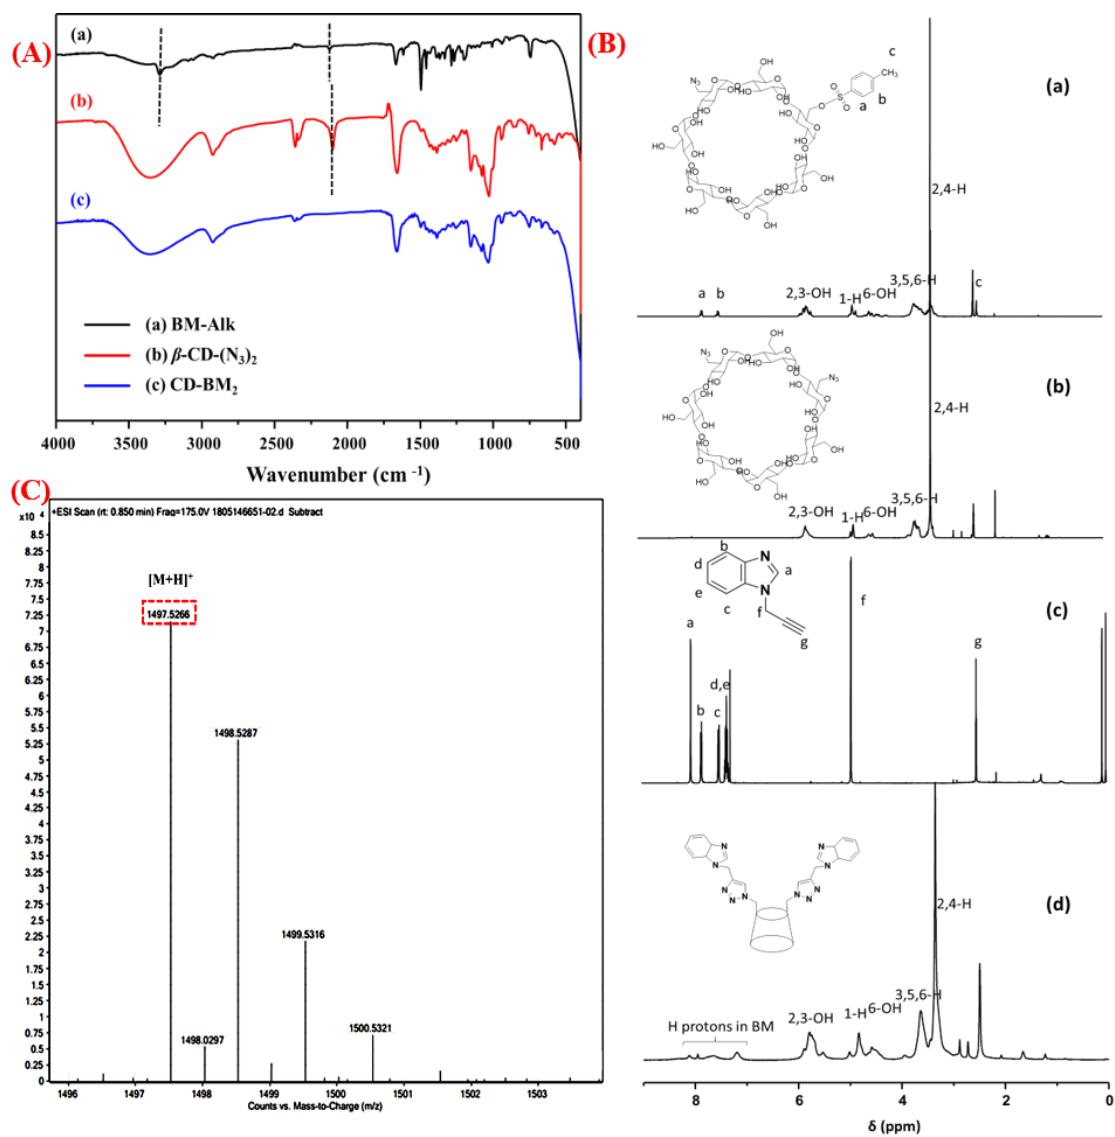 (A)
(a)
(b)
(c)
(a) BM-Alk
(b) β-CD-(N₃)₂
(c) CD-BM₂
4000 3500 3000 2500 2000 1500 1000 500
Wavenumber (cm ⁻¹)
(B)
(a)
c
CH₃
a b
2,4-H
a b
2,3-OH
1-H
6-OH
3,5,6-H
c
(b)
N₃
N₃
2,4-H
2,3-OH
1-H
6-OH
3,5,6-H
(c)
b
d
e
c
N
a
N
f
g
a
b
c
d,e
f
g
(d)
2,4-H
H protons in BM
2,3-OH
1-H
6-OH
3,5,6-H
8 6 4 2 0
δ (ppm)
(C)
+ESI Scan (rt: 0.850 min) Frag=175.0V 1805146651-02.d Subtract
x10 4
8.5
8
7.5
7.25
7
6.75
6.5
6.25
6
5.75
5.5
5.25
5
4.75
4.5
4.25
4
3.75
3.5
3.25
3
2.75
2.5
2.25
2
1.75
1.5
1.25
1
0.75
0.5
0.25
0
[M+H]⁺
1497.5266
1498.5287
1499.5316
1498.0297
1500.5321
1496 1497 1498 1499 1500 1501 1502 1503
Counts vs. Mass-to-Charge (m/z)